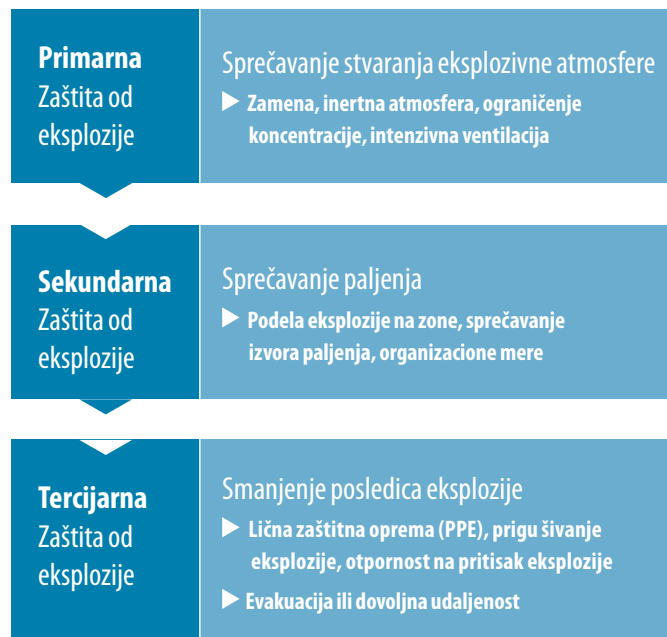 Primarna
Zaštita od
eksplozije
Sprečavanje stvaranja eksplozivne atmosfere
Zamena, inertna atmosfera, ograničenje
koncentracije, intenzivna ventilacija
Sekundarna
Zaštita od
eksplozije
Sprečavanje paljenja
Podela eksplozije na zone, sprečavanje
izvora paljenja, organizacione mere
Tercijarna
Zaštita od
eksplozije
Smanjenje posledica eksplozije
Lična zaštitna oprema (PPE), prigu šivanje
eksplozije, otpornost na pritisak eksplozije
Evakuacija ili dovoljna udaljenost